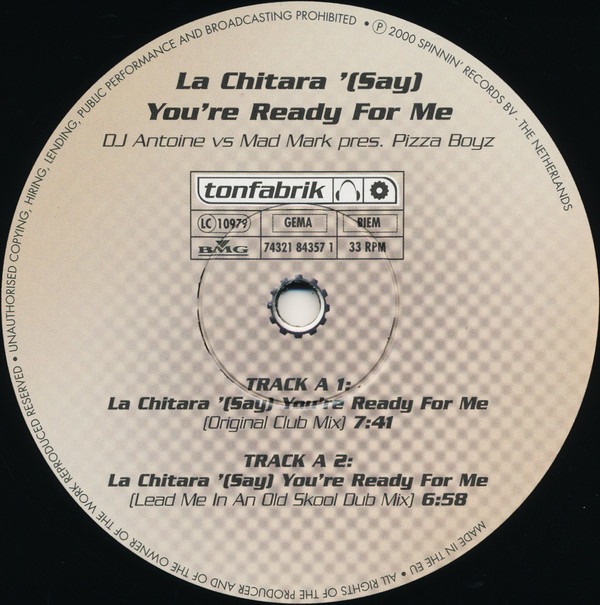 La Chitara '(Say)
You're Ready For Me
DJ Antoine vs Mad Mark pres. Pizza Boyz
tonfabrik
LC 10979 GEMA BIEM
BMG 74321 84357 1 33 RPM
TRACK A 1:
La Chitara '(Say) You're Ready For Me
(Original Club Mix) 7:41
TRACK A 2:
La Chitara '(Say) You're Ready For Me
(Lead Me In An Old Skool Dub Mix) 6:58
℗ 2000 SPINNIN' RECORDS BV - THE NETHERLANDS
MADE IN THE EU • ALL RIGHTS OF THE PRODUCER AND OF THE OWNER OF THE WORK REPRODUCED RESERVED • UNAUTHORISED COPYING, HIRING, LENDING, PUBLIC PERFORMANCE AND BROADCASTING PROHIBITED •